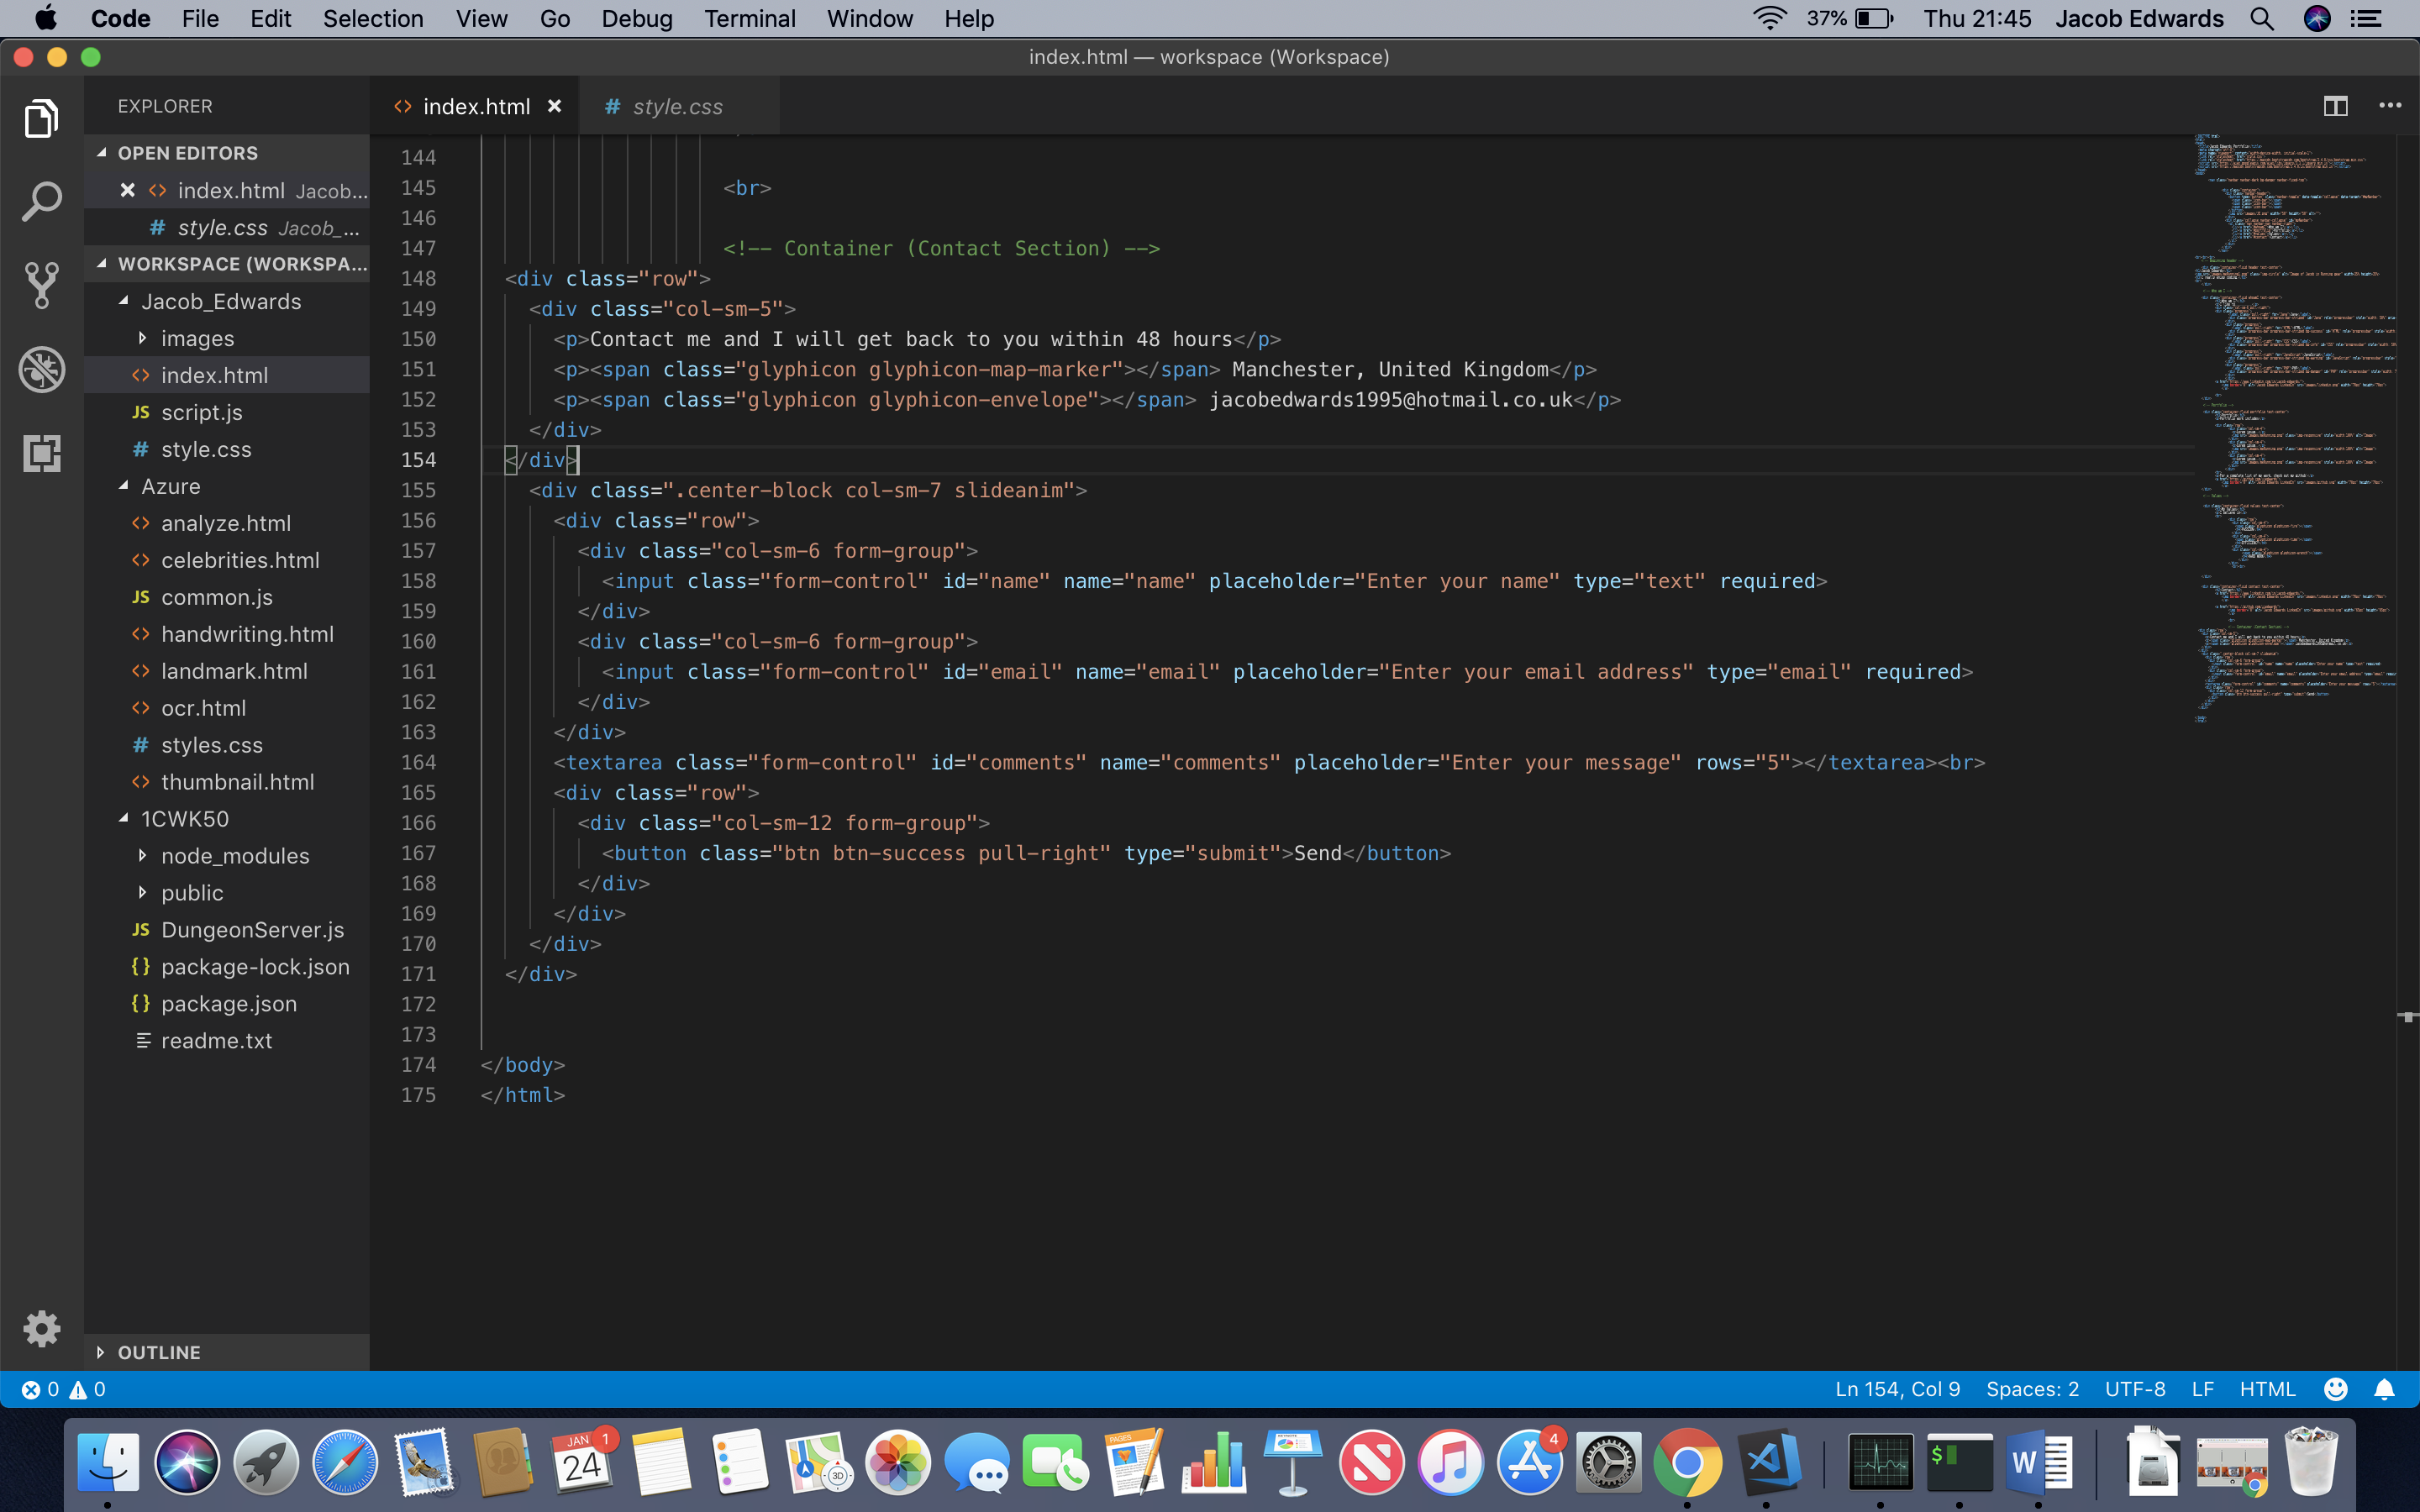 Code File Edit Selection View Go Debug Terminal Window Help 37% Thu 21:45 Jacob Edwards
index.html — workspace (Workspace)
EXPLORER
OPEN EDITORS
index.html Jacob...
style.css Jacob_...
WORKSPACE (WORKSPA...
Jacob_Edwards
images
index.html
script.js
style.css
Azure
analyze.html
celebrities.html
common.js
handwriting.html
landmark.html
ocr.html
styles.css
thumbnail.html
1CWK50
node_modules
public
DungeonServer.js
package-lock.json
package.json
readme.txt
OUTLINE
index.html style.css
144
145 <br>
146
147 <!-- Container (Contact Section) -->
148 <div class="row">
149 <div class="col-sm-5">
150 <p>Contact me and I will get back to you within 48 hours</p>
151 <p><span class="glyphicon glyphicon-map-marker"></span> Manchester, United Kingdom</p>
152 <p><span class="glyphicon glyphicon-envelope"></span> jacobedwards1995@hotmail.co.uk</p>
153 </div>
154 </div>
155 <div class=".center-block col-sm-7 slideanim">
156 <div class="row">
157 <div class="col-sm-6 form-group">
158 <input class="form-control" id="name" name="name" placeholder="Enter your name" type="text" required>
159 </div>
160 <div class="col-sm-6 form-group">
161 <input class="form-control" id="email" name="email" placeholder="Enter your email address" type="email" required>
162 </div>
163 </div>
164 <textarea class="form-control" id="comments" name="comments" placeholder="Enter your message" rows="5"></textarea><br>
165 <div class="row">
166 <div class="col-sm-12 form-group">
167 <button class="btn btn-success pull-right" type="submit">Send</button>
168 </div>
169 </div>
170 </div>
171 </div>
172
173
174 </body>
175 </html>
0 0 Ln 154, Col 9 Spaces: 2 UTF-8 LF HTML
JAN 24 1
3D
PAGES
4
$
W